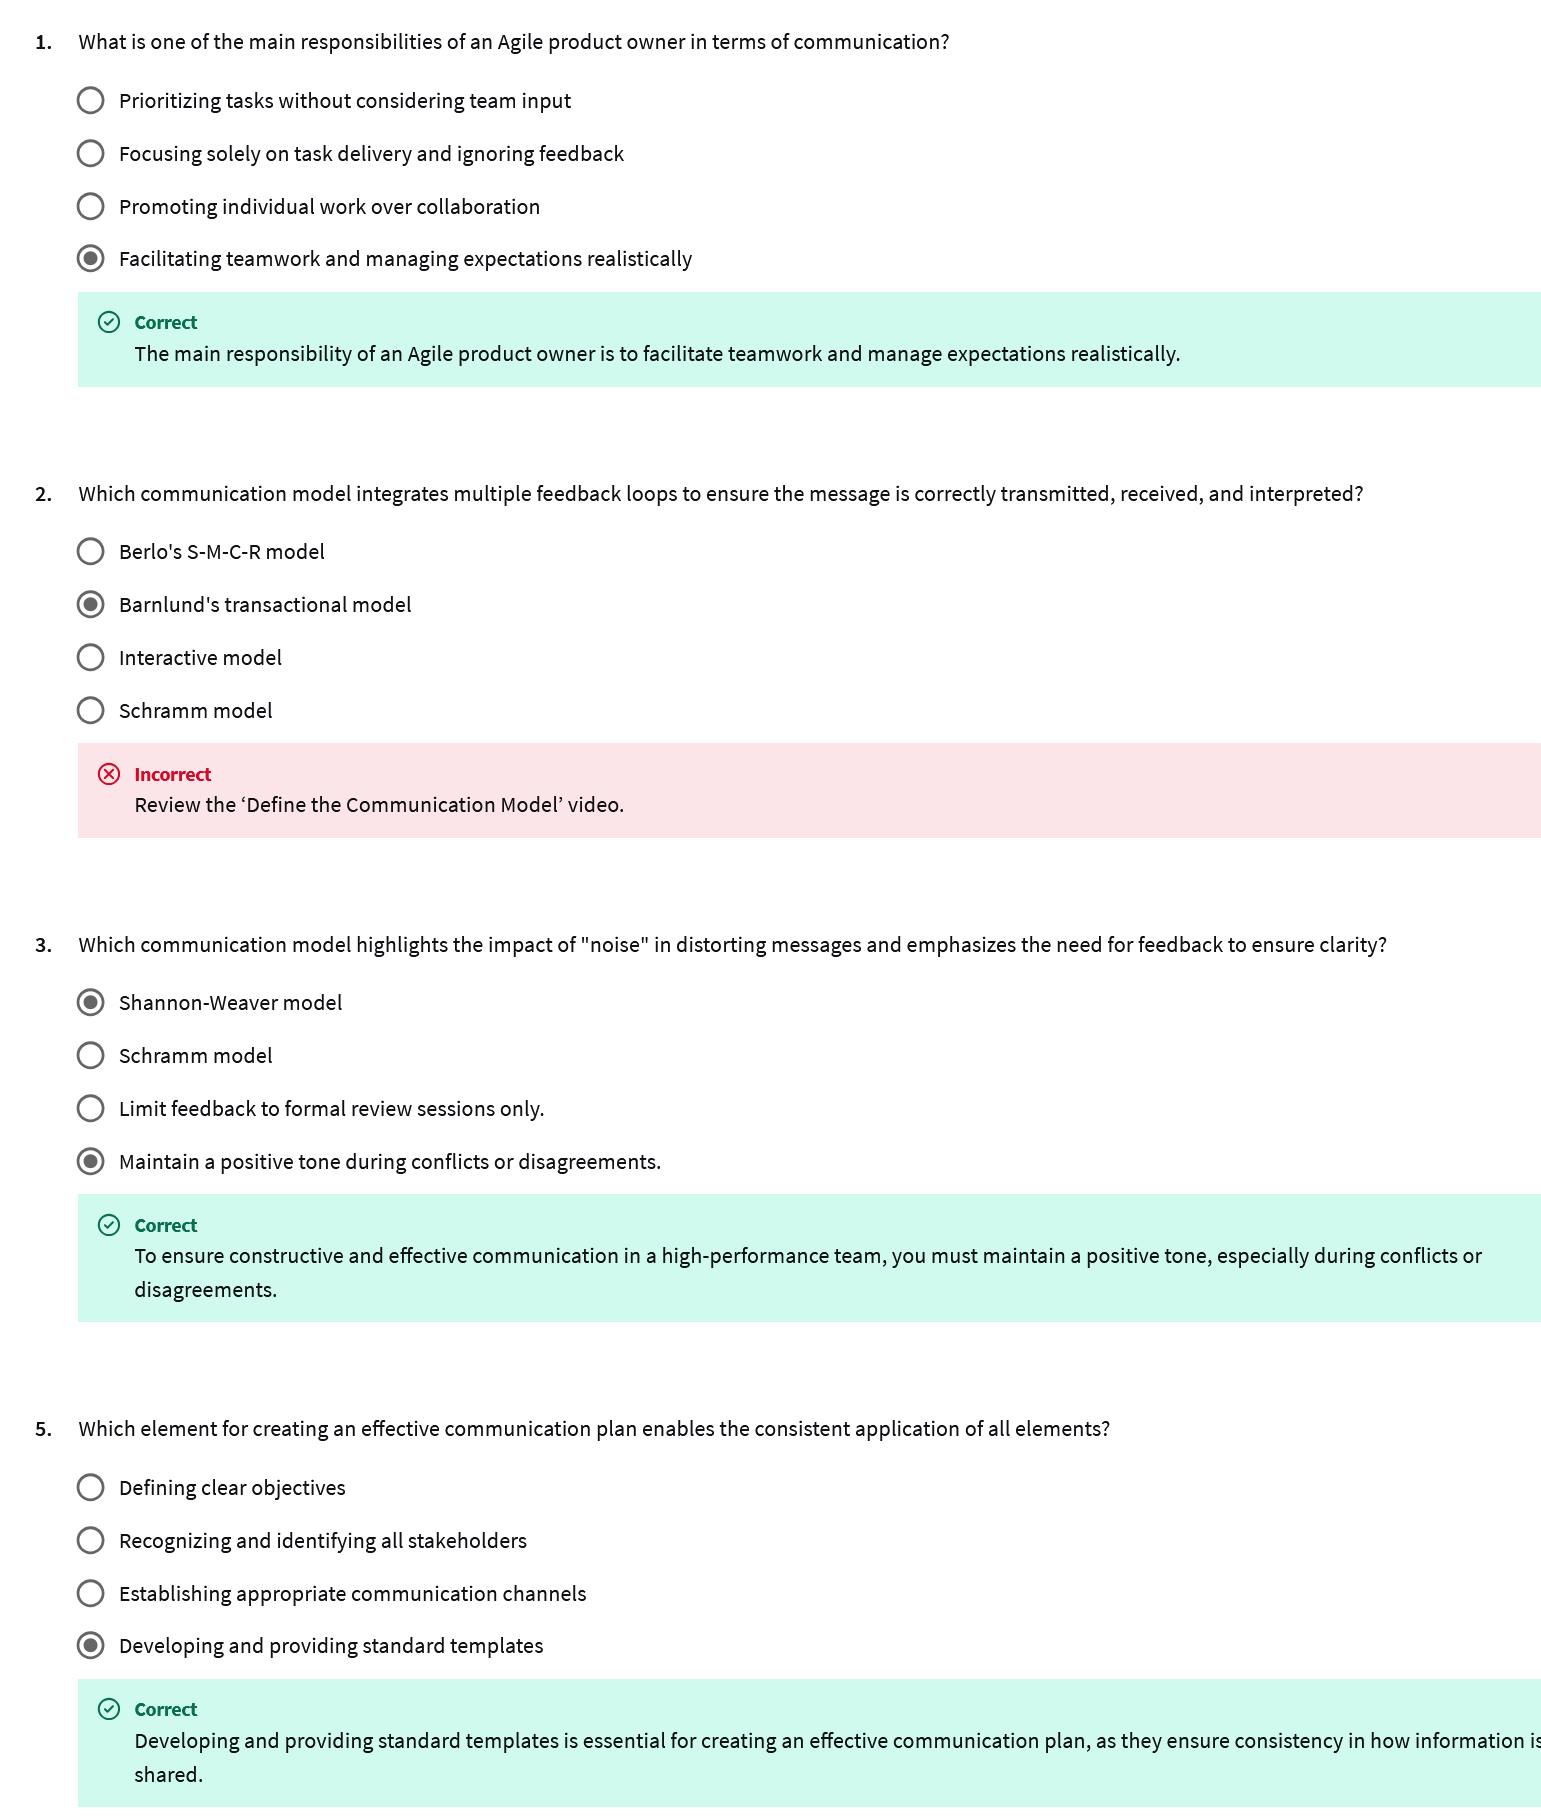 1. What is one of the main responsibilities of an Agile product owner in terms of communication?
Prioritizing tasks without considering team input
Focusing solely on task delivery and ignoring feedback
Promoting individual work over collaboration
Facilitating teamwork and managing expectations realistically
Correct
The main responsibility of an Agile product owner is to facilitate teamwork and manage expectations realistically.
2. Which communication model integrates multiple feedback loops to ensure the message is correctly transmitted, received, and interpreted?
Berlo's S-M-C-R model
Barnlund's transactional model
Interactive model
Schramm model
Incorrect
Review the ‘Define the Communication Model’ video.
3. Which communication model highlights the impact of "noise" in distorting messages and emphasizes the need for feedback to ensure clarity?
Shannon-Weaver model
Schramm model
Limit feedback to formal review sessions only.
Maintain a positive tone during conflicts or disagreements.
Correct
To ensure constructive and effective communication in a high-performance team, you must maintain a positive tone, especially during conflicts or
disagreements.
5. Which element for creating an effective communication plan enables the consistent application of all elements?
Defining clear objectives
Recognizing and identifying all stakeholders
Establishing appropriate communication channels
Developing and providing standard templates
Correct
Developing and providing standard templates is essential for creating an effective communication plan, as they ensure consistency in how information is
shared.